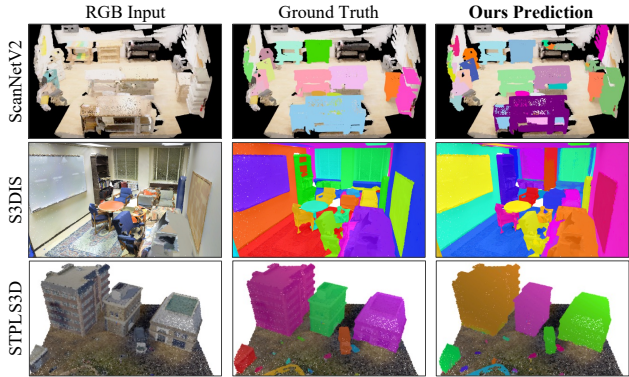 RGB Input
Ground Truth
Ours Prediction
ScanNetV2
S3DIS
STPLS3D